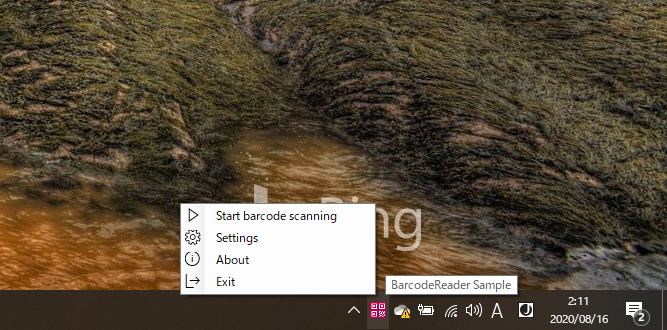 Bing
Start barcode scanning
Settings
About
Exit
BarcodeReader Sample
A
J
2:11
2020/08/16
2